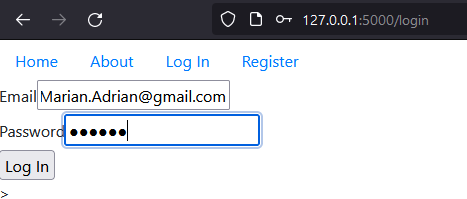 127.0.0.1:5000/login
Home About Log In Register
Email Marian.Adrian@gmail.com
Password ••••••
Log In
>